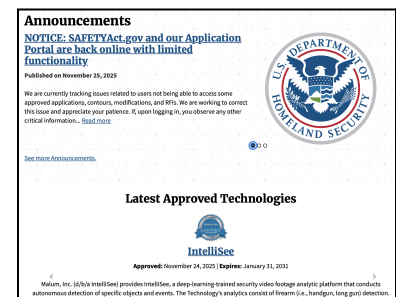 Announcements
NOTICE: SAFETYAct.gov and our Application
Portal are back online with limited
functionality
Published on November 25, 2025
We are currently tracking issues related to users not being able to access some
approved applications, contours, modifications, and RFIs. We are working to correct
this issue and appreciate your patience. If, upon logging in, you observe any other
critical information... Read more
U.S. DEPARTMENT OF HOMELAND SECURITY
See more Announcements.
Latest Approved Technologies
IntelliSee
Approved: November 24, 2025 | Expires: January 31, 2031
Malum, Inc. (d/b/a IntelliSee) provides IntelliSee, a deep-learning-trained security video footage analytic platform that conducts
autonomous detection of specific objects and events. The Technology's analytics consist of firearm (i.e., handgun, long gun) detection.